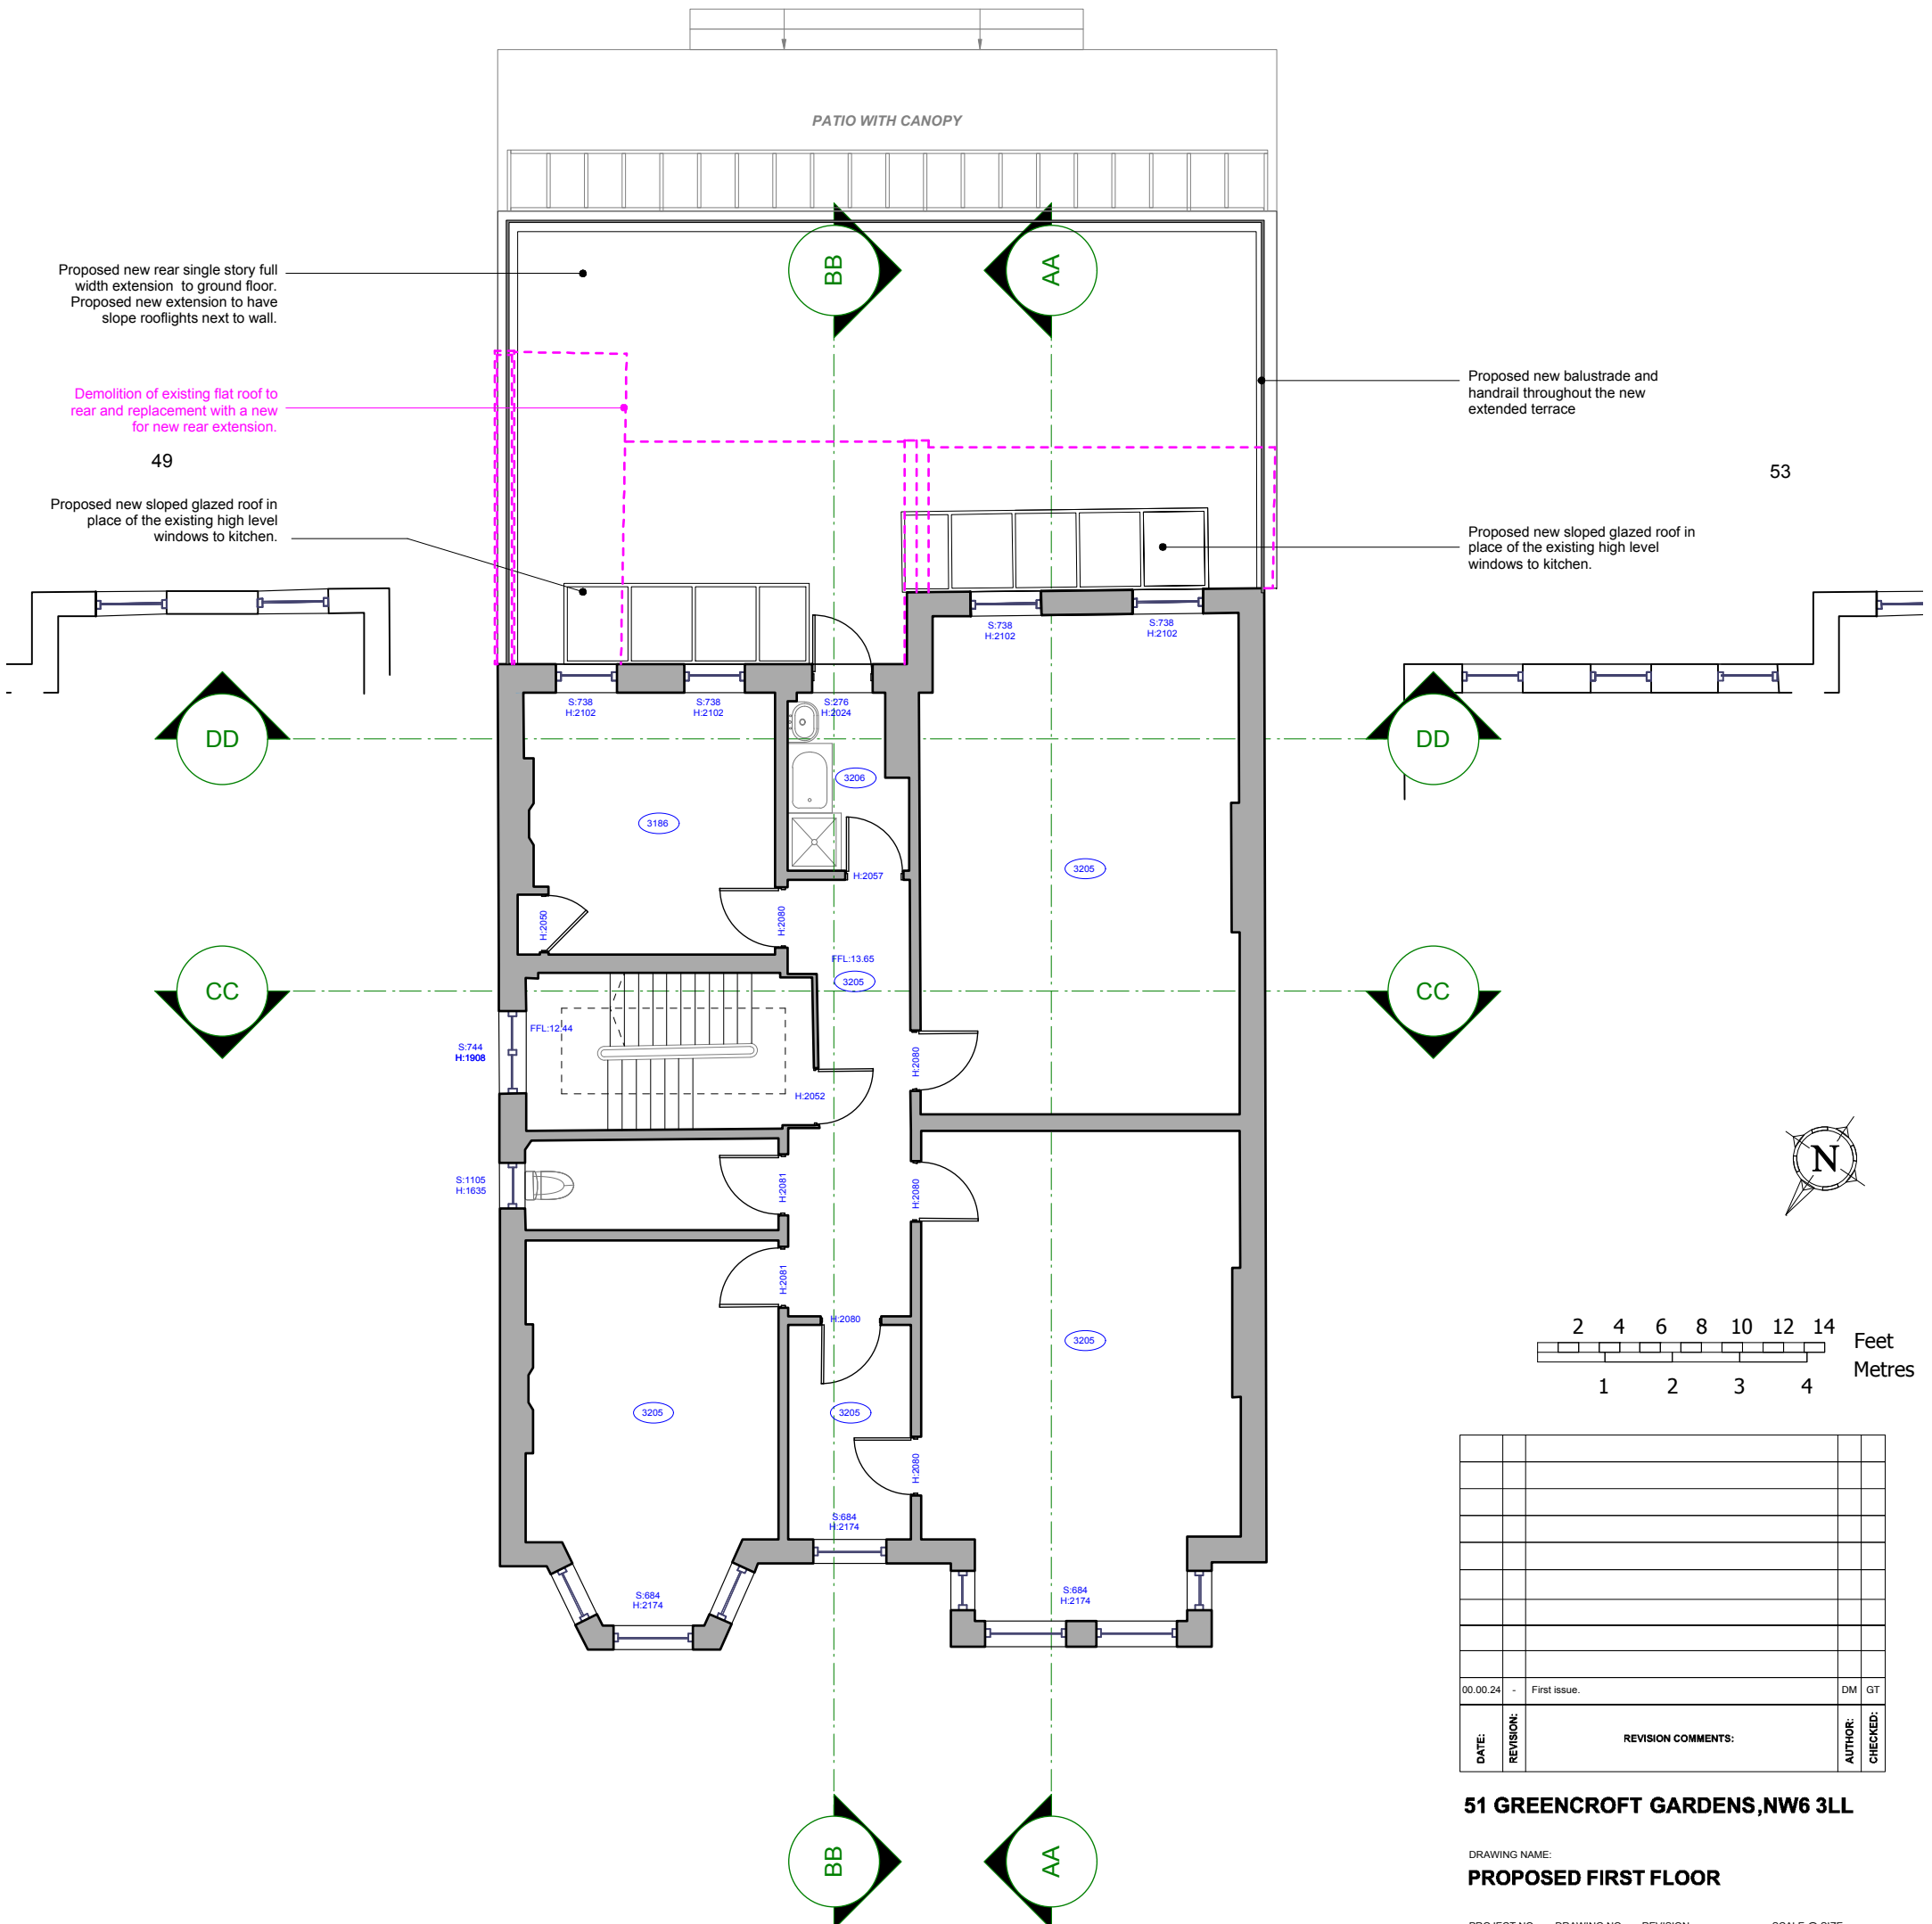 PATIO WITH CANOPY
BB
AA
Proposed new rear single story full
width extension to ground floor.
Proposed new extension to have
slope rooflights next to wall.
Demolition of existing flat roof to
rear and replacement with a new
for new rear extension.
49
Proposed new sloped glazed roof in
place of the existing high level
windows to kitchen.
Proposed new balustrade and
handrail throughout the new
extended terrace
53
Proposed new sloped glazed roof in
place of the existing high level
windows to kitchen.
S:738
H:2102
S:738
H:2102
S:738
H:2102
S:738
H:2102
S:276
H:2024
DD
DD
3206
3186
3205
H:2057
H:2050
H:2080
FFL:13.65
3205
CC
CC
FFL:12.44
S:744
H:1908
H:2080
H:2052
S:1105
H:1635
H:2081
H:2080
N
H:2081
H:2080
3205
3205
3205
H:2080
S:684
H:2174
S:684
H:2174
S:684
H:2174
2 4 6 8 10 12 14
Feet
Metres
1 2 3 4
00.00.24 - First issue. DM GT
DATE: REVISION: REVISION COMMENTS: AUTHOR: CHECKED:
51 GREENCROFT GARDENS,NW6 3LL
DRAWING NAME:
PROPOSED FIRST FLOOR
BB
AA